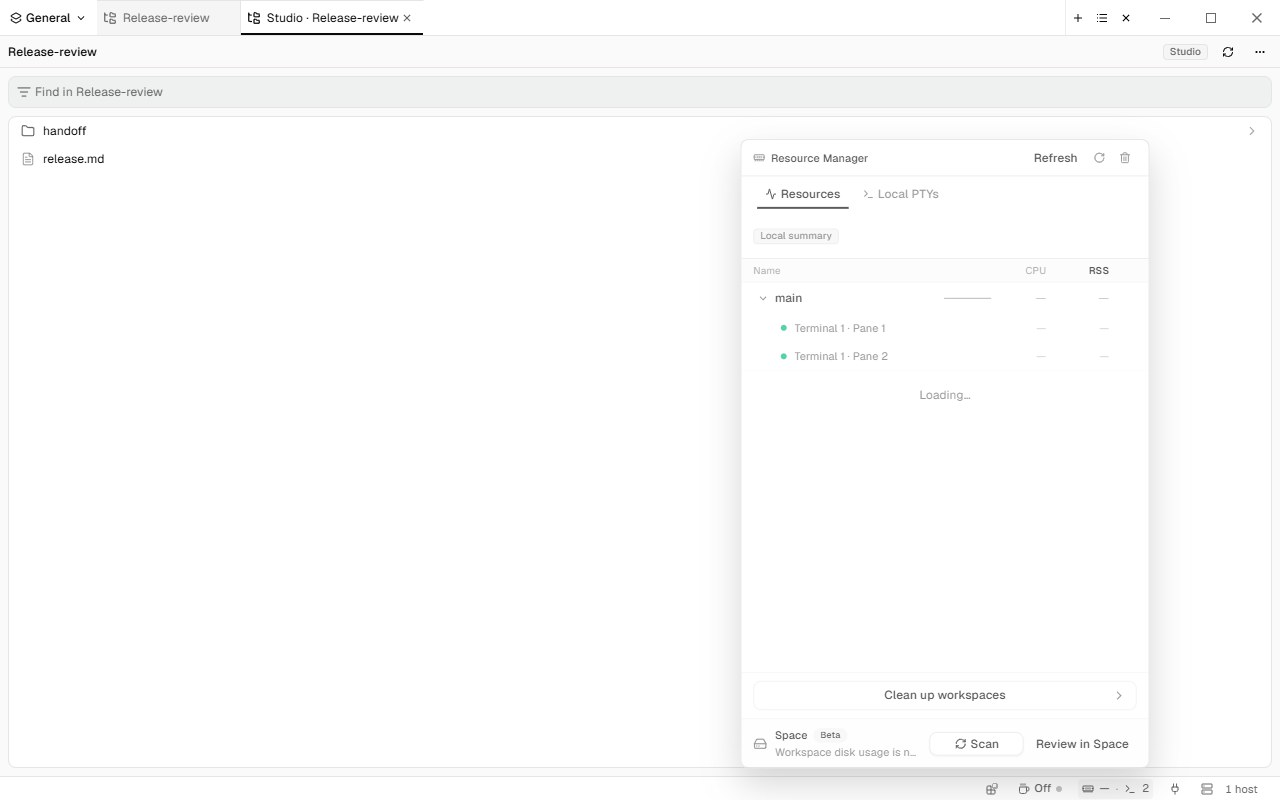 General
Release-review
Studio · Release-review
Release-review
Studio
Find in Release-review
handoff
release.md
Resource Manager
Refresh
Resources
Local PTYs
Local summary
Name
CPU
RSS
main
—
—
Terminal 1 · Pane 1
—
—
Terminal 1 · Pane 2
—
—
Loading…
Clean up workspaces
Space
Beta
Workspace disk usage is n…
Scan
Review in Space
Off
— ·
2
1 host